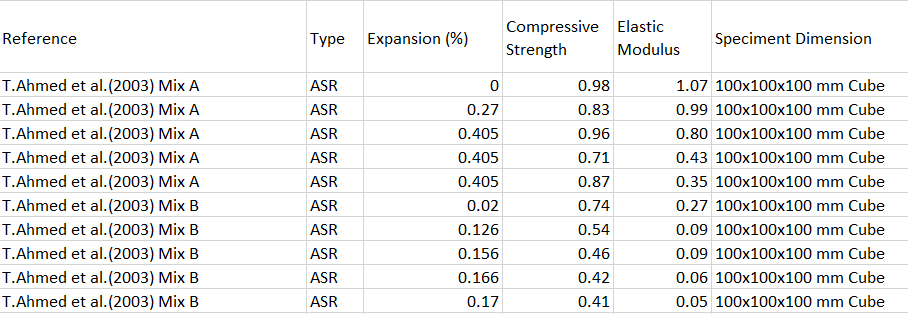 Reference Type Expansion (%) Compressive Strength Elastic Modulus Speciment Dimension
T.Ahmed et al.(2003) Mix A ASR 0 0.98 1.07 100x100x100 mm Cube
T.Ahmed et al.(2003) Mix A ASR 0.27 0.83 0.99 100x100x100 mm Cube
T.Ahmed et al.(2003) Mix A ASR 0.405 0.96 0.80 100x100x100 mm Cube
T.Ahmed et al.(2003) Mix A ASR 0.405 0.71 0.43 100x100x100 mm Cube
T.Ahmed et al.(2003) Mix A ASR 0.405 0.87 0.35 100x100x100 mm Cube
T.Ahmed et al.(2003) Mix B ASR 0.02 0.74 0.27 100x100x100 mm Cube
T.Ahmed et al.(2003) Mix B ASR 0.126 0.54 0.09 100x100x100 mm Cube
T.Ahmed et al.(2003) Mix B ASR 0.156 0.46 0.09 100x100x100 mm Cube
T.Ahmed et al.(2003) Mix B ASR 0.166 0.42 0.06 100x100x100 mm Cube
T.Ahmed et al.(2003) Mix B ASR 0.17 0.41 0.05 100x100x100 mm Cube